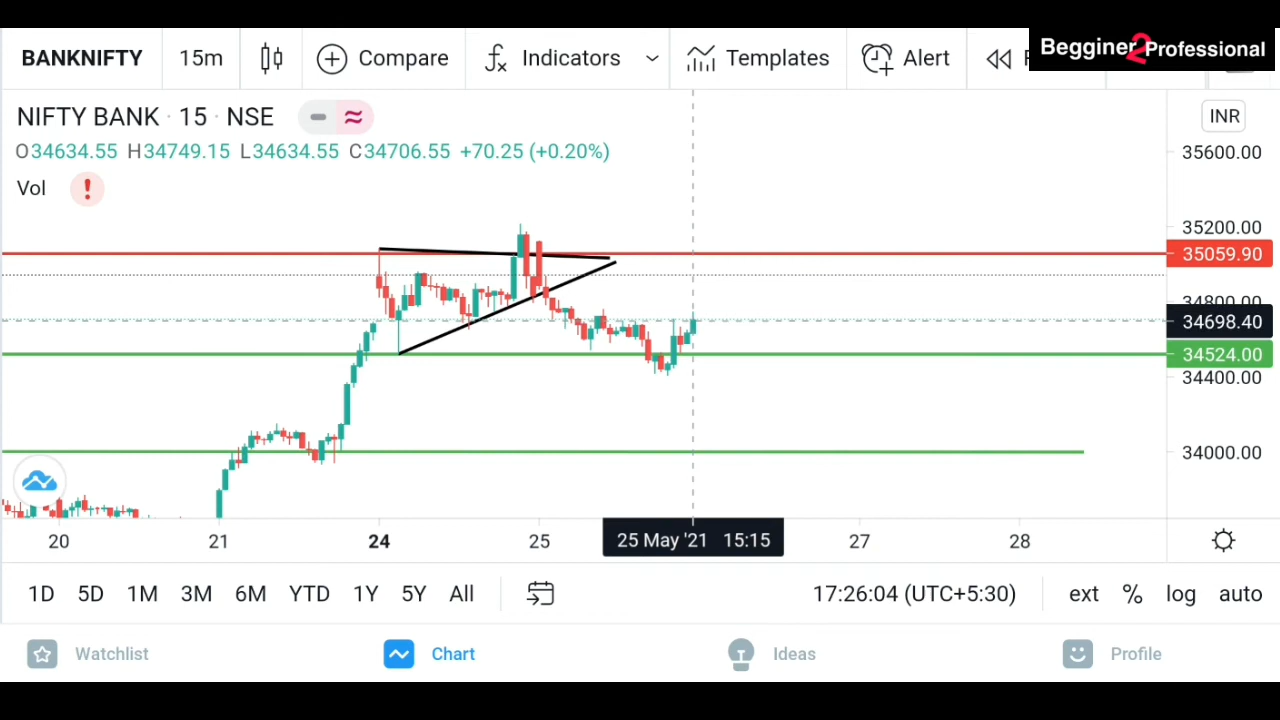 BANKNIFTY 15m Compare Indicators Templates Alert
Begginer2Professional
NIFTY BANK · 15 · NSE
INR
O34634.55 H34749.15 L34634.55 C34706.55 +70.25 (+0.20%)
Vol
35600.00
35200.00
35059.90
34800.00
34698.40
34524.00
34400.00
34000.00
20 21 24 25 25 May '21 15:15 27 28
1D 5D 1M 3M 6M YTD 1Y 5Y All 17:26:04 (UTC+5:30) ext % log auto
Watchlist Chart Ideas Profile